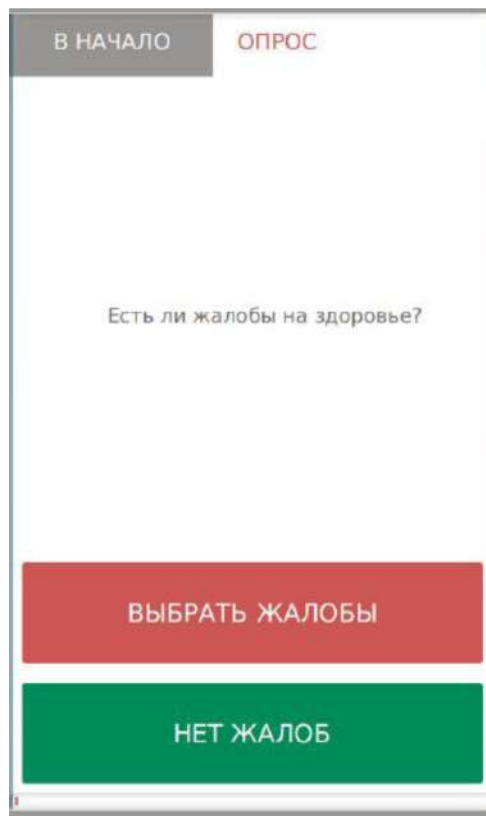 В НАЧАЛО
ОПРОС
Есть ли жалобы на здоровье?
ВЫБРАТЬ ЖАЛОБЫ
НЕТ ЖАЛОБ